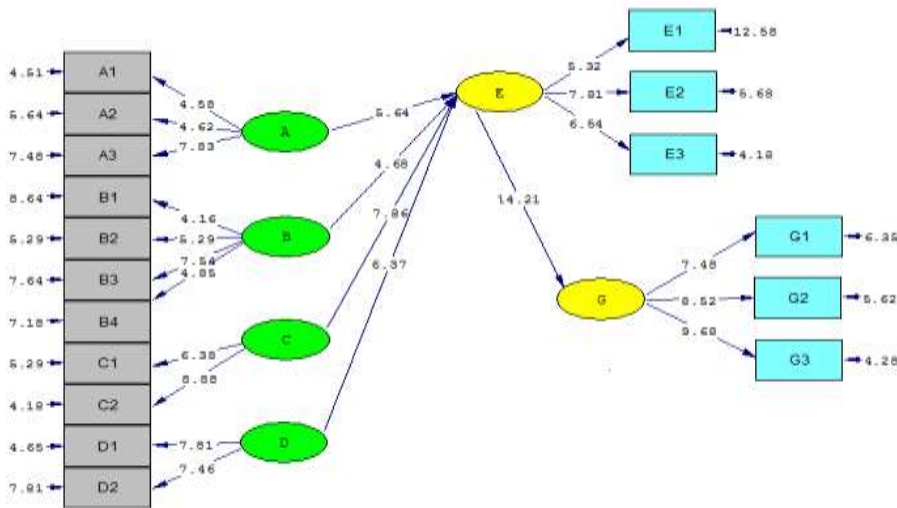 E1
12.58
5.32
4.51
A1
E
7.81
E2
5.68
4.58
5.64
A2
4.62
A
5.64
6.54
7.48
A3
7.83
E3
4.18
4.68
8.64
B1
14.21
4.16
7.86
5.29
B2
5.29
B
G1
6.35
7.54
6.37
7.48
7.64
B3
4.85
G
8.52
G2
5.62
7.18
B4
9.68
C
6.38
5.29
C1
G3
4.28
8.88
4.18
C2
4.65
D1
7.81
D
7.46
7.81
D2